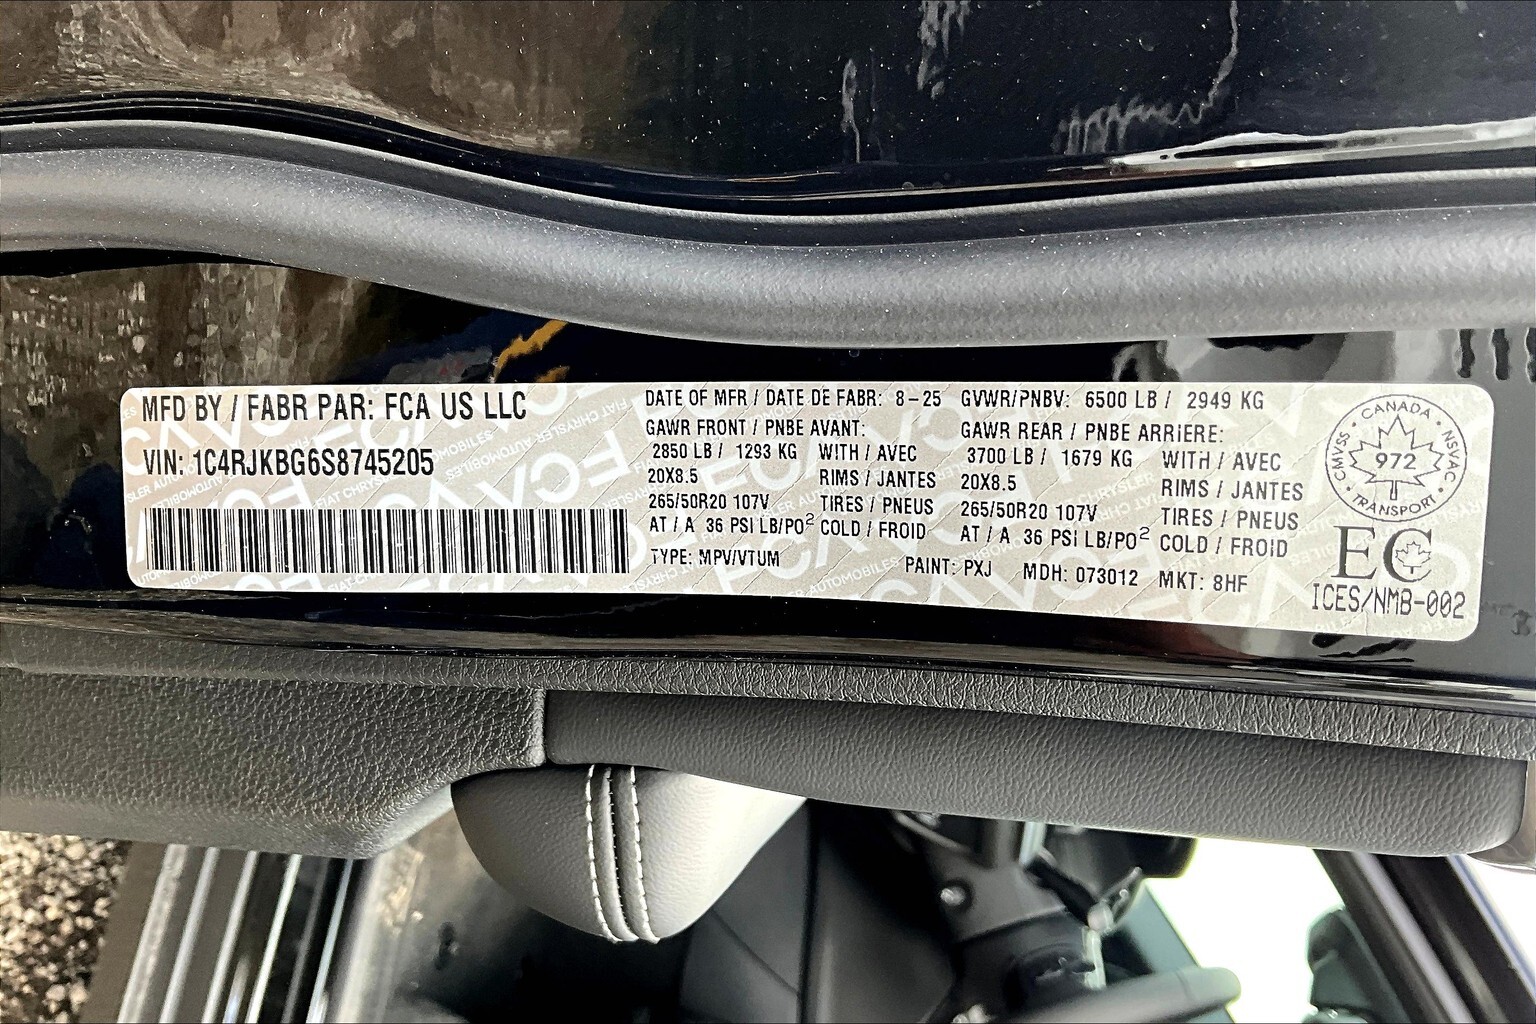 MFD BY / FABR PAR: FCA US LLC
VIN: 1C4RJKBG6S8745205
DATE OF MFR / DATE DE FABR: 8-25 GVWR/PNBV: 6500 LB / 2949 KG
GAWR FRONT / PNBE AVANT: GAWR REAR / PNBE ARRIERE:
2850 LB / 1293 KG WITH / AVEC 3700 LB / 1679 KG WITH / AVEC
20X8.5 RIMS / JANTES 20X8.5 RIMS / JANTES
265/50R20 107V TIRES / PNEUS 265/50R20 107V TIRES / PNEUS
AT / A 36 PSI LB/PO² COLD / FROID AT / A 36 PSI LB/PO² COLD / FROID
TYPE: MPV/VTUM PAINT: PXJ MDH: 073012 MKT: 8HF
CANADA
CMVSS 972 NSVAC
TRANSPORT
EC
ICES/NMB-002